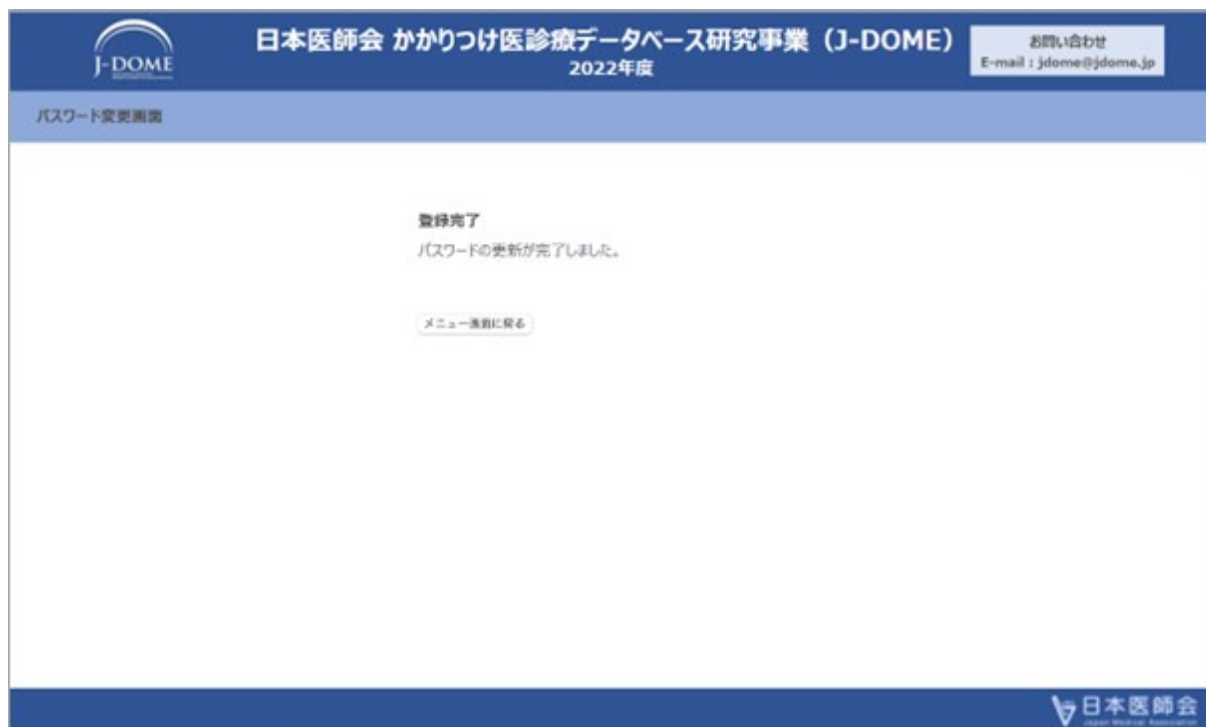 J-DOME
日本医師会 かかりつけ医診療データベース研究事業（J-DOME）
2022年度
お問い合わせ
E-mail：jdome@jdome.jp
パスワード変更画面
登録完了
パスワードの更新が完了しました。
メニュー画面に戻る
日本医師会
Japan Medical Association